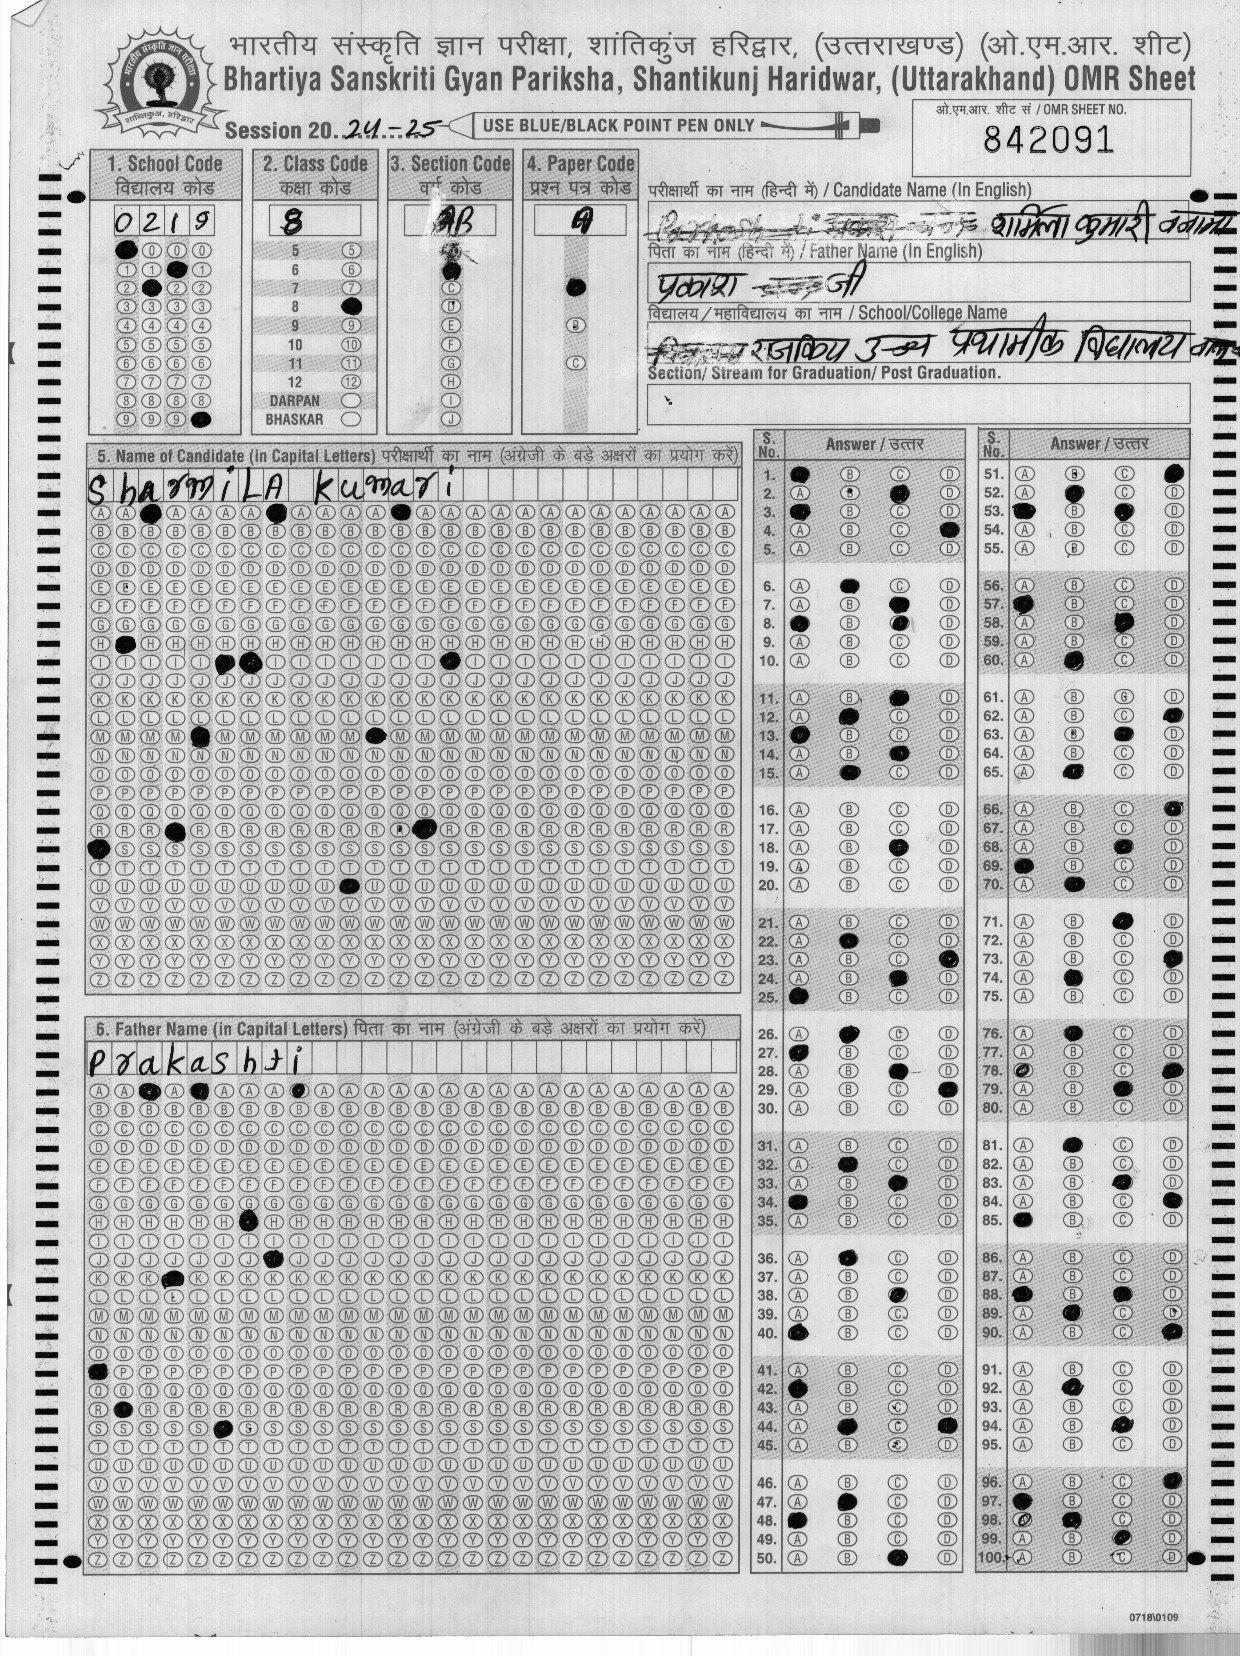 भारतीय संस्कृति ज्ञान परीक्षा, शांतिकुंज हरिद्वार, (उत्तराखण्ड) (ओ.एम.आर. शीट)
Bhartiya Sanskriti Gyan Pariksha, Shantikunj Haridwar, (Uttarakhand) OMR Sheet
Session 20..24-25
USE BLUE/BLACK POINT PEN ONLY
ओ.एम.आर. शीट सं / OMR SHEET NO.
842091
1. School Code
विद्यालय कोड
0219
2. Class Code
कक्षा कोड
8
5 6 7 8 9 10 11 12
DARPAN
BHASKAR
3. Section Code
वर्ग कोड
B
4. Paper Code
प्रश्न पत्र कोड
A
परीक्षार्थी का नाम (हिन्दी में) / Candidate Name (In English)
शर्मिला कुमारी
पिता का नाम (हिन्दी में) / Father Name (In English)
प्रकाश जी
विद्यालय/महाविद्यालय का नाम / School/College Name
राजकिय उच्च प्रथामीक विद्यालय
Section/ Stream for Graduation/ Post Graduation.
5. Name of Candidate (in Capital Letters) परीक्षार्थी का नाम (अंग्रेजी के बड़े अक्षरों का प्रयोग करें)
SharmiLA kumari
6. Father Name (in Capital Letters) पिता का नाम (अंग्रेजी के बड़े अक्षरों का प्रयोग करें)
Prakash ji
S. No. Answer / उत्तर
S. No. Answer / उत्तर
0718\0109